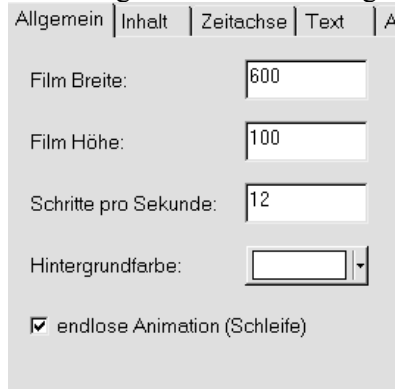 Allgemein Inhalt Zeitachse Text A
Film Breite: 600
Film Höhe: 100
Schritte pro Sekunde: 12
Hintergrundfarbe:
endlose Animation (Schleife)